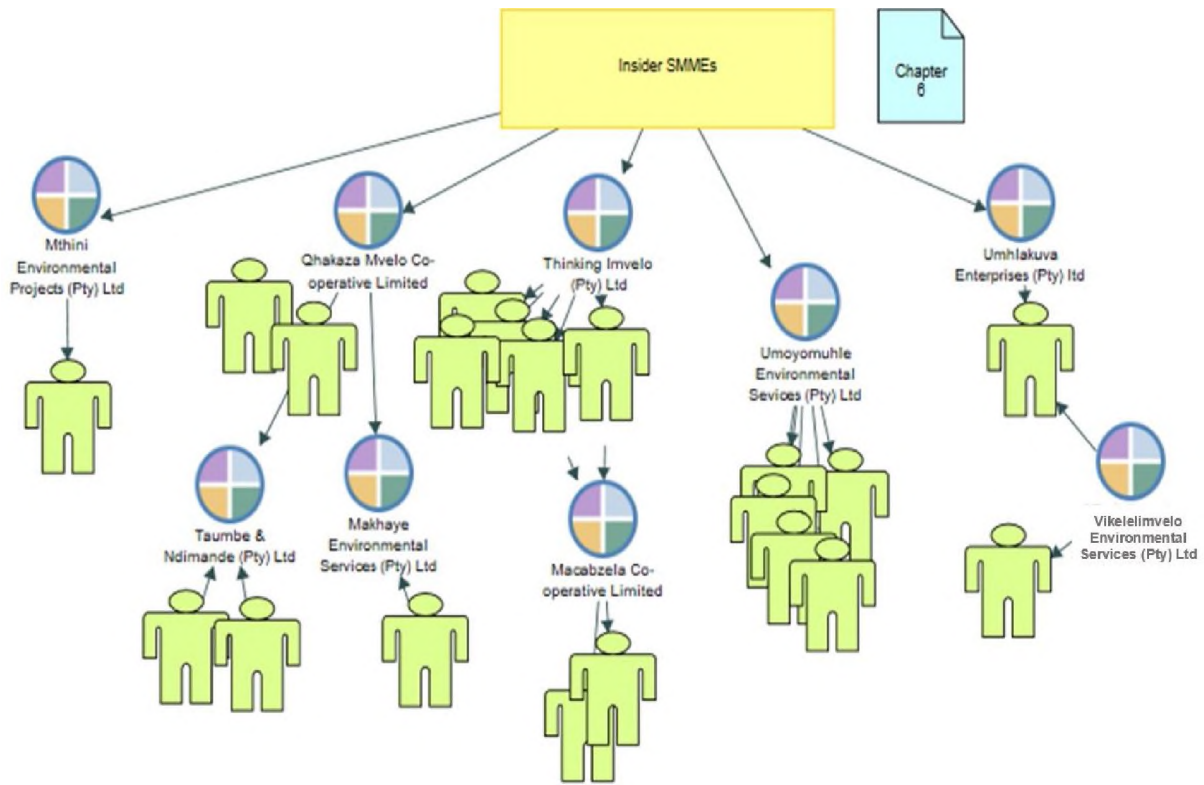 Insider SMMEs
Chapter
6
Mthini
Environmental
Projects (Pty) Ltd
Qhakaza Mvelo Co-
operative Limited
Thinking Imvelo
(Pty) Ltd
Umoyomuhle
Environmental
Sevices (Pty) Ltd
Umhlakuva
Enterprises (Pty) ltd
Taumbe &
Ndimande (Pty) Ltd
Makhaye
Environmental
Services (Pty) Ltd
Macabzela Co-
operative Limited
Vikelelimvelo
Environmental
Services (Pty) Ltd